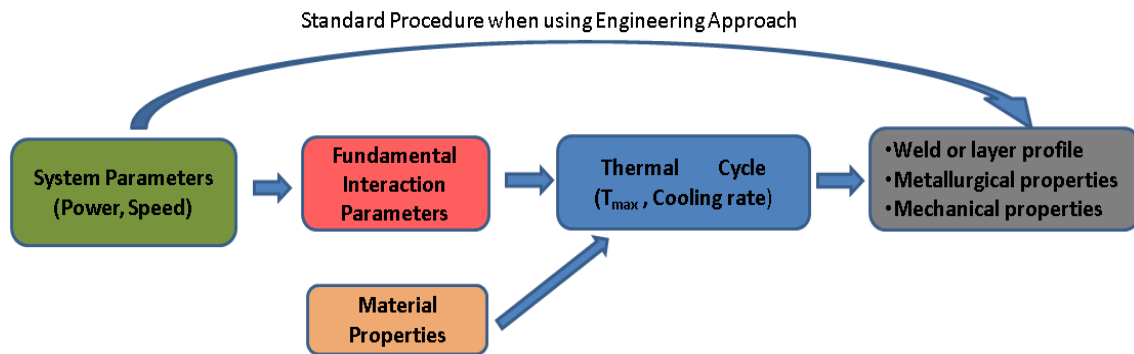 Standard Procedure when using Engineering Approach
System Parameters
(Power, Speed)
Fundamental
Interaction
Parameters
Thermal Cycle
(Tmax , Cooling rate)
•Weld or layer profile
•Metallurgical properties
•Mechanical properties
Material
Properties